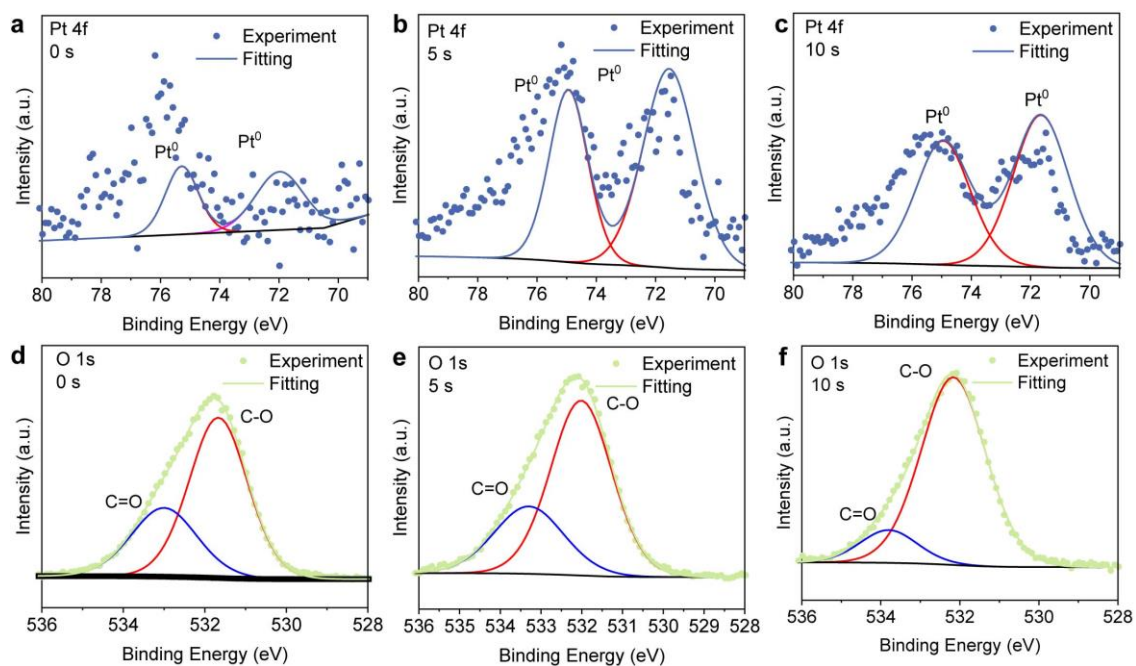 a
Pt 4f
0 s
Experiment
Fitting
Pt⁰
Pt⁰
Intensity (a.u.)
80 78 76 74 72 70
Binding Energy (eV)
b
Pt 4f
5 s
Experiment
Fitting
Pt⁰
Pt⁰
Intensity (a.u.)
80 78 76 74 72 70
Binding Energy (eV)
c
Pt 4f
10 s
Experiment
Fitting
Pt⁰
Pt⁰
Intensity (a.u.)
80 78 76 74 72 70
Binding Energy (eV)
d
O 1s
0 s
Experiment
Fitting
C-O
C=O
Intensity (a.u.)
536 534 532 530 528
Binding Energy (eV)
e
O 1s
5 s
Experiment
Fitting
C-O
C=O
Intensity (a.u.)
536 535 534 533 532 531 530 529 528
Binding Energy (eV)
f
O 1s
10 s
Experiment
Fitting
C-O
C=O
Intensity (a.u.)
536 534 532 530 528
Binding Energy (eV)